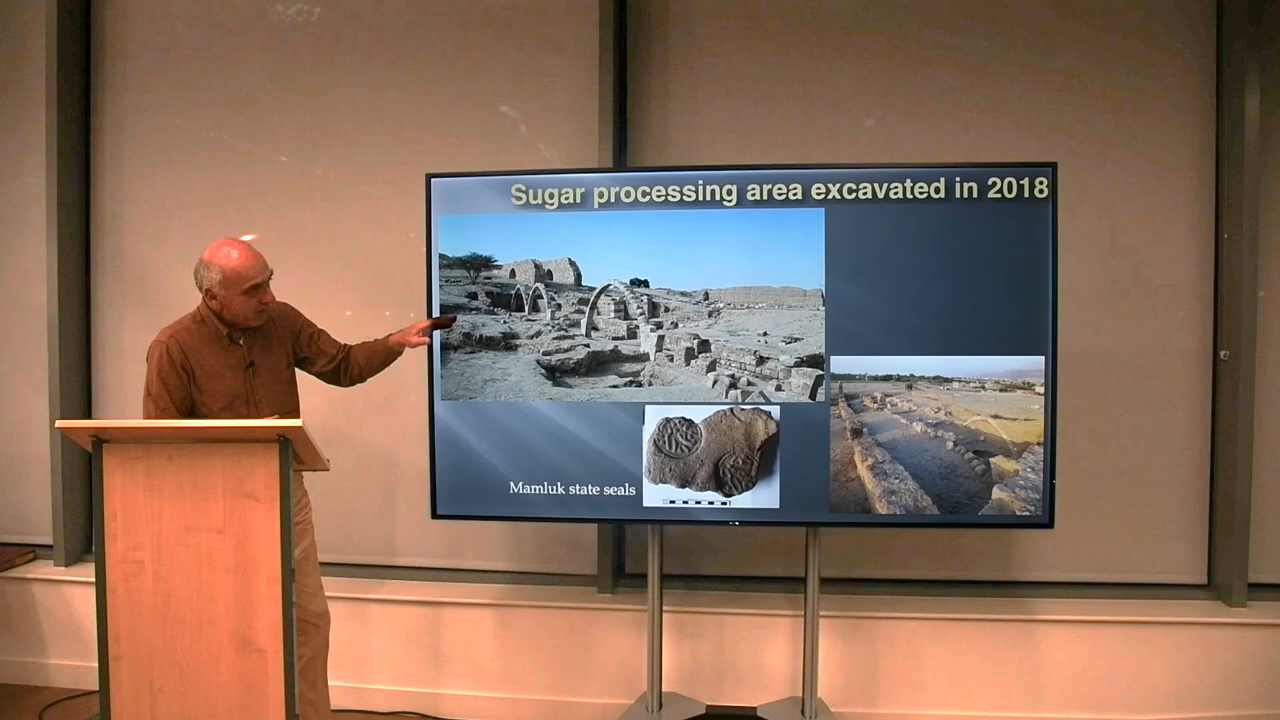 Sugar processing area excavated in 2018
Mamluk state seals